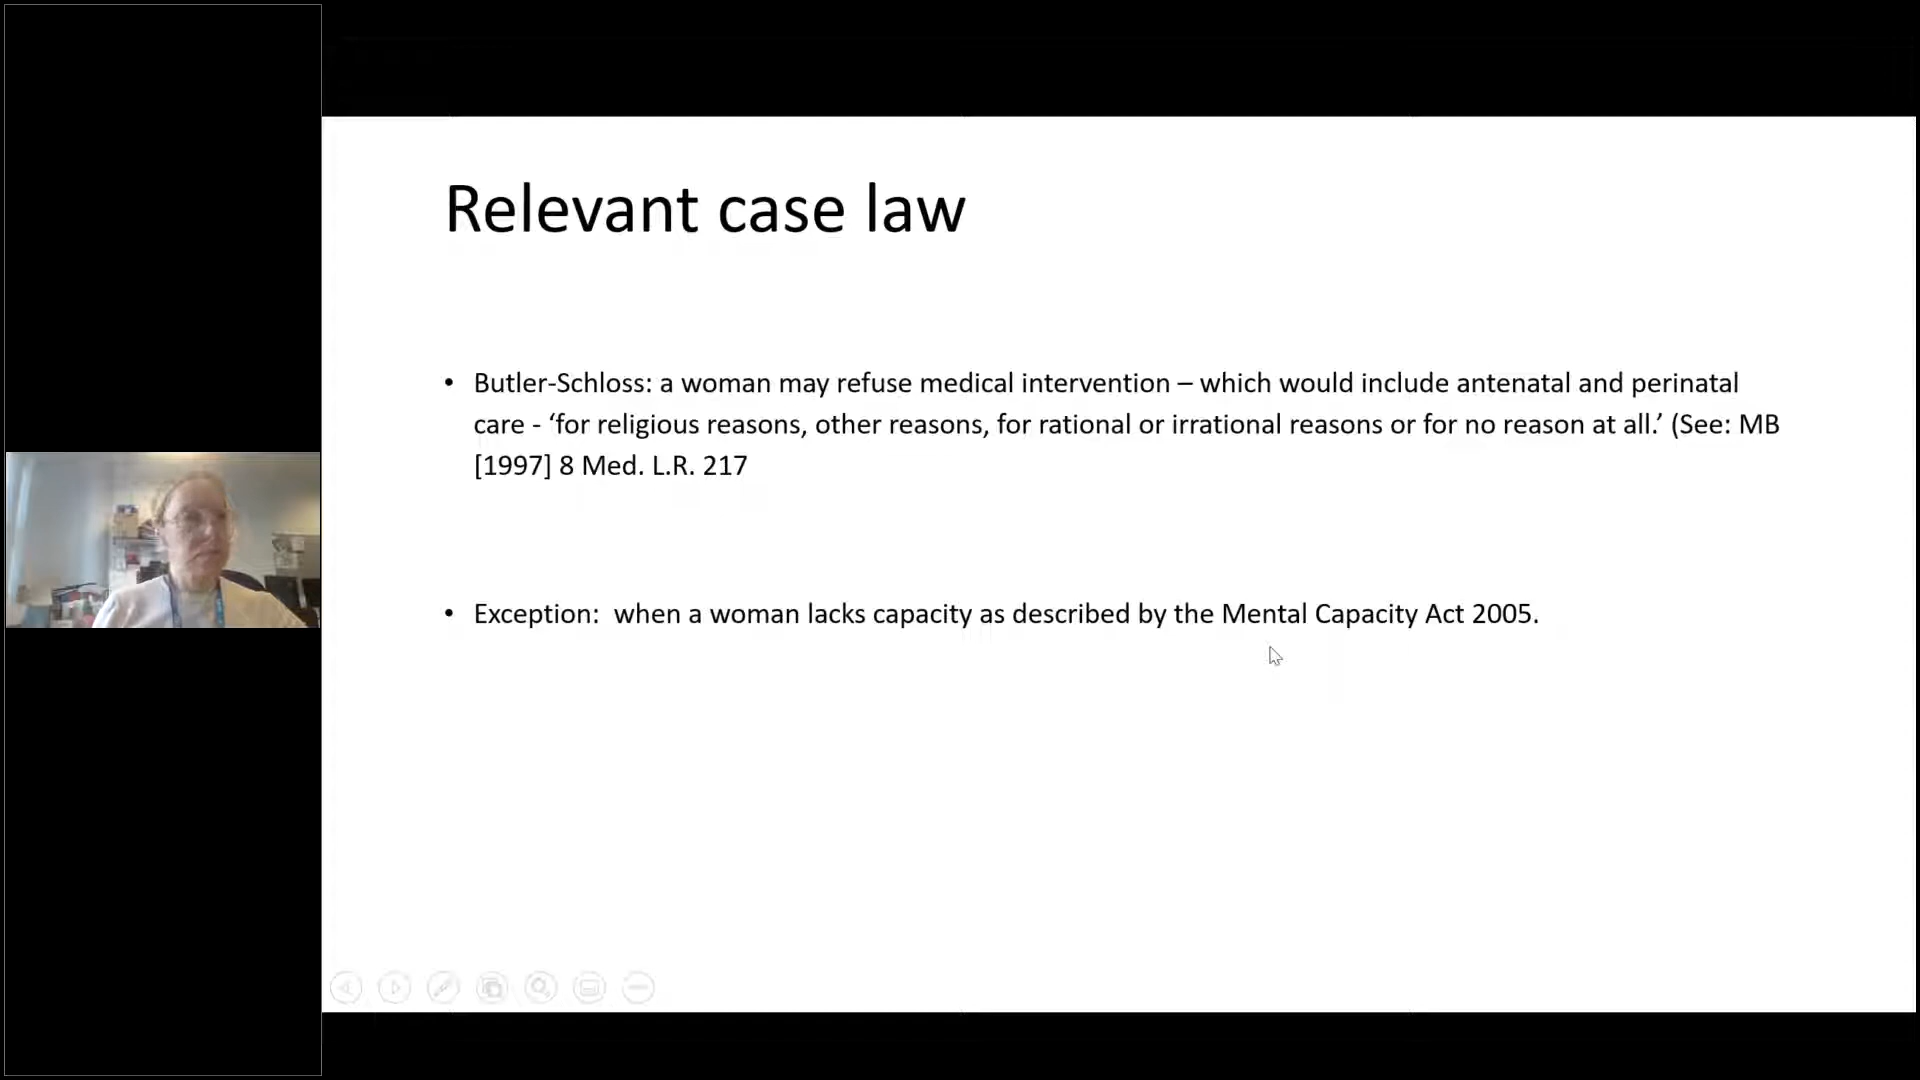 Relevant case law
• Butler-Schloss: a woman may refuse medical intervention – which would include antenatal and perinatal
care - ‘for religious reasons, other reasons, for rational or irrational reasons or for no reason at all.’ (See: MB
[1997] 8 Med. L.R. 217
• Exception:  when a woman lacks capacity as described by the Mental Capacity Act 2005.